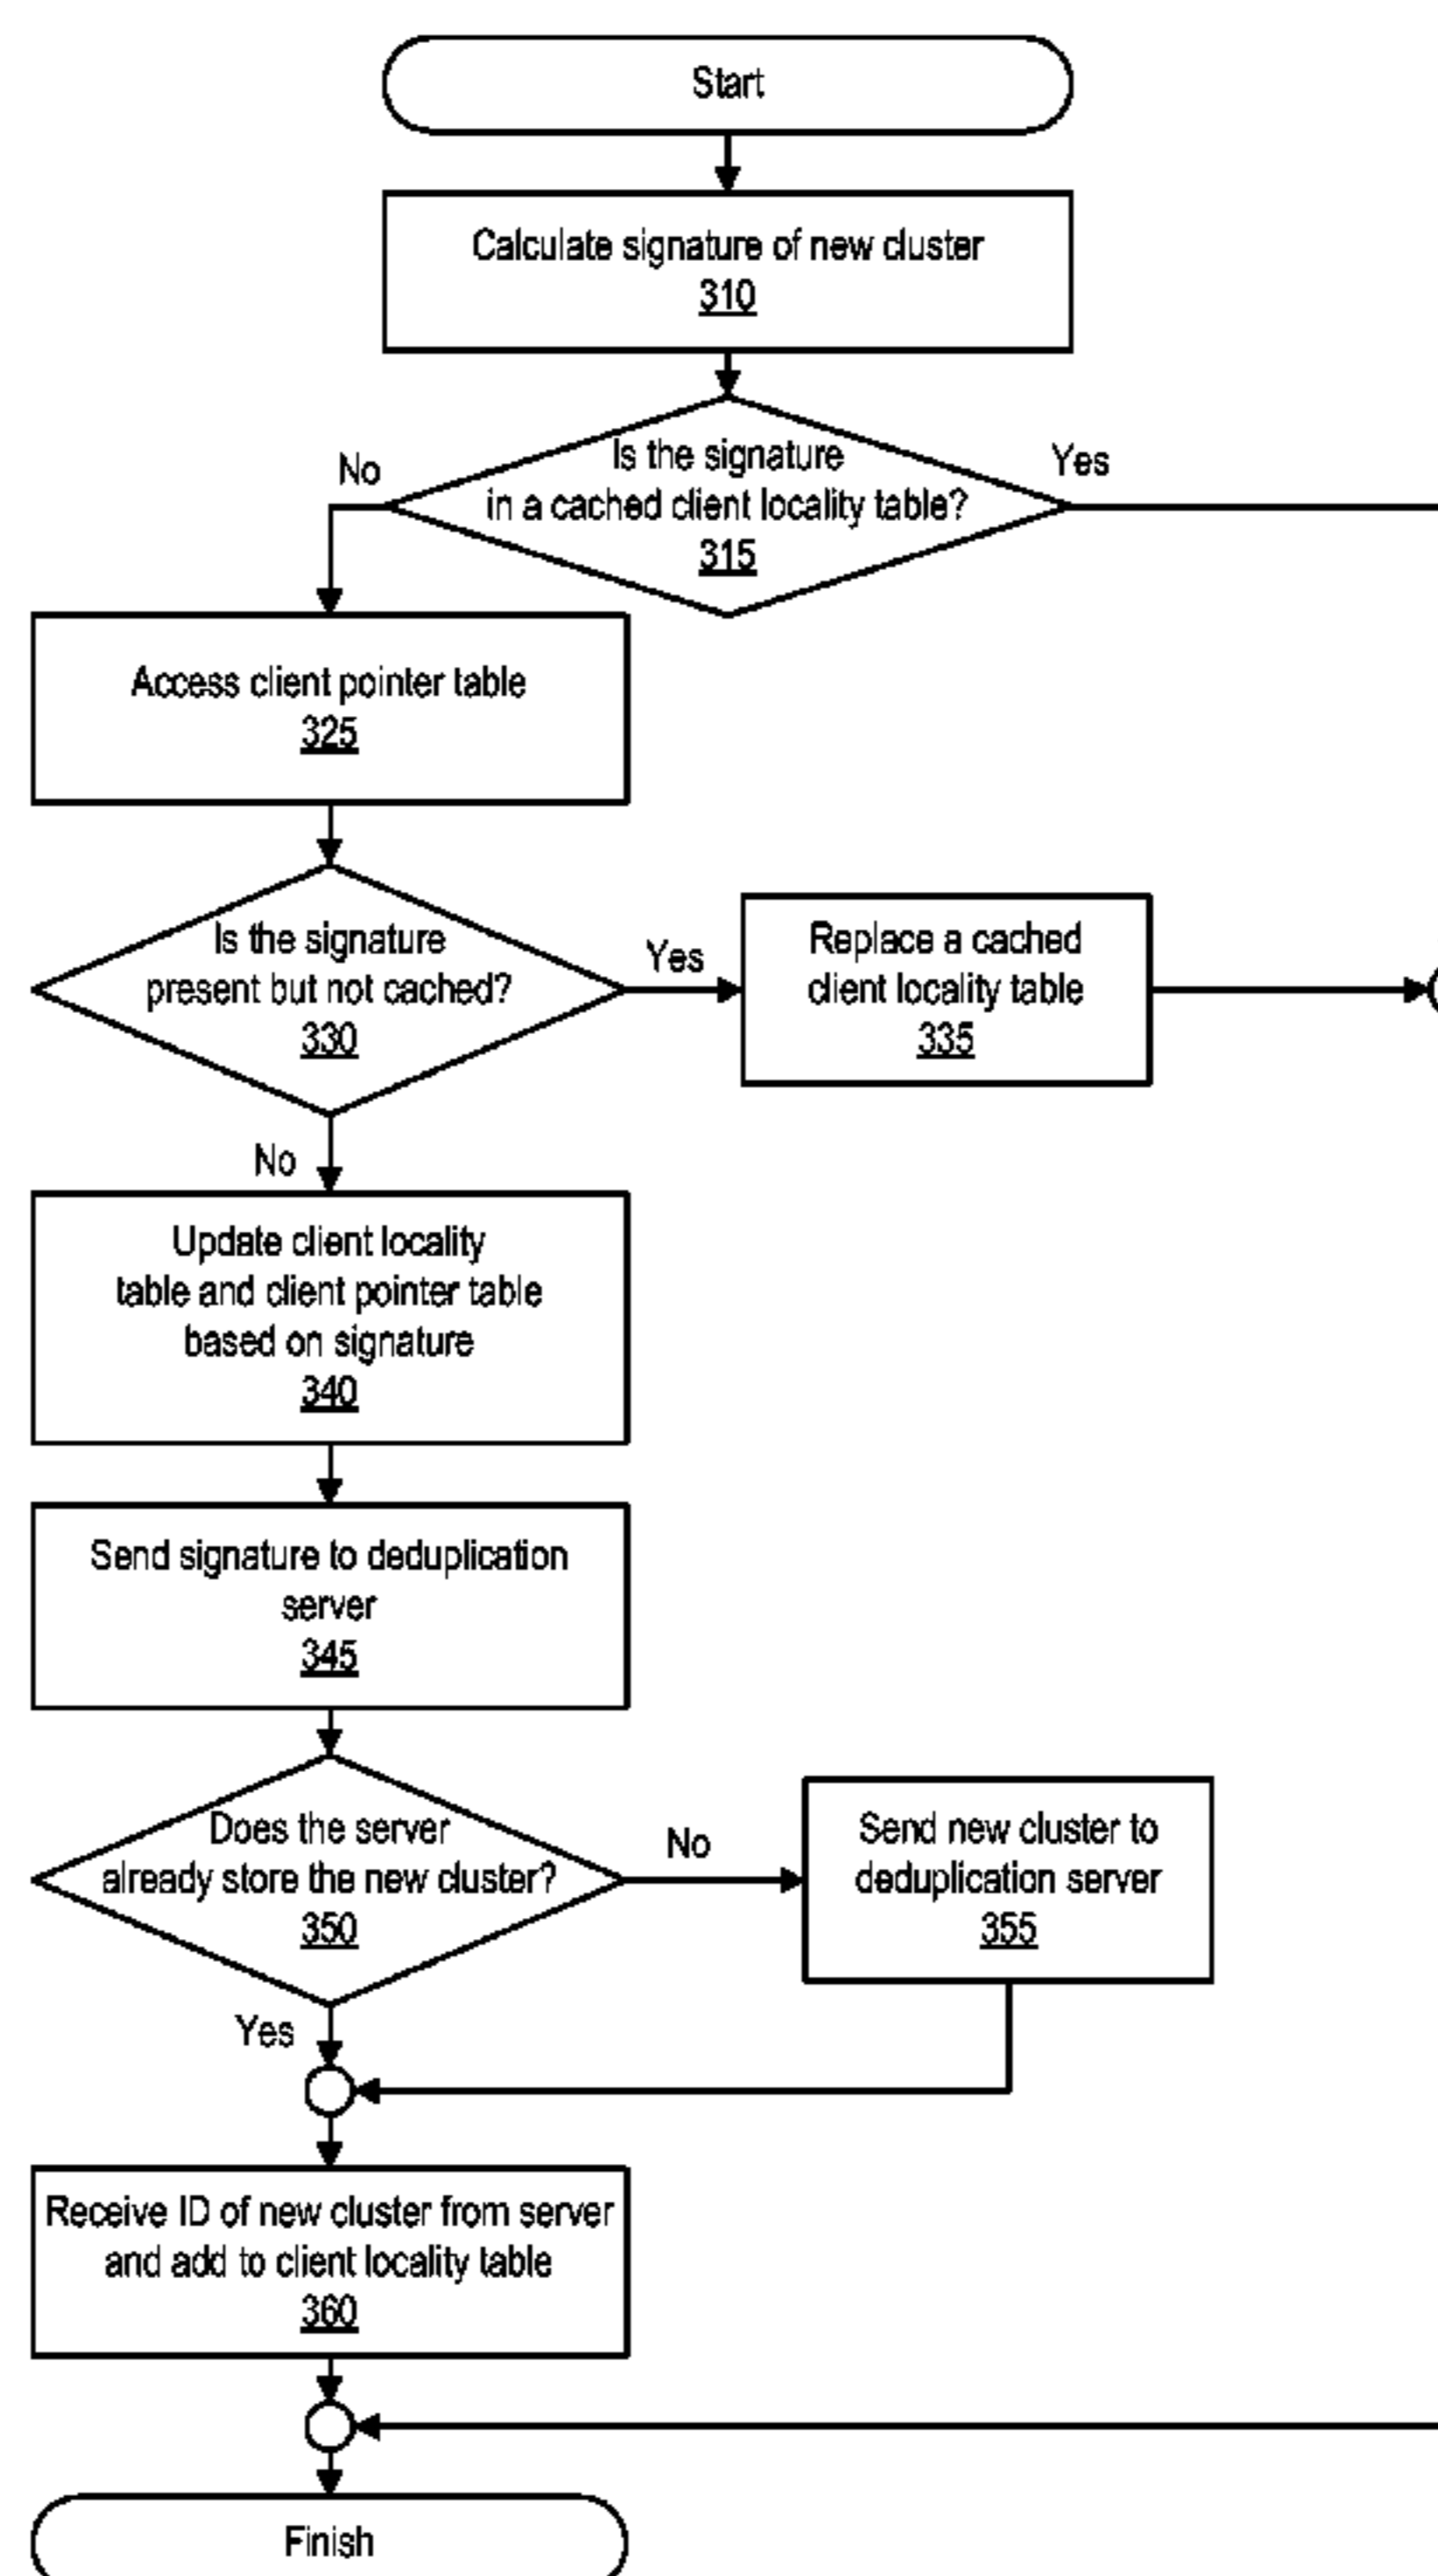 Start
Calculate signature of new cluster
310
Is the signature
in a cached client locality table?
315
No
Yes
Access client pointer table
325
Is the signature
present but not cached?
330
Yes
Replace a cached
client locality table
335
No
Update client locality
table and client pointer table
based on signature
340
Send signature to deduplication
server
345
Does the server
already store the new cluster?
350
No
Send new cluster to
deduplication server
355
Yes
Receive ID of new cluster from server
and add to client locality table
360
Finish